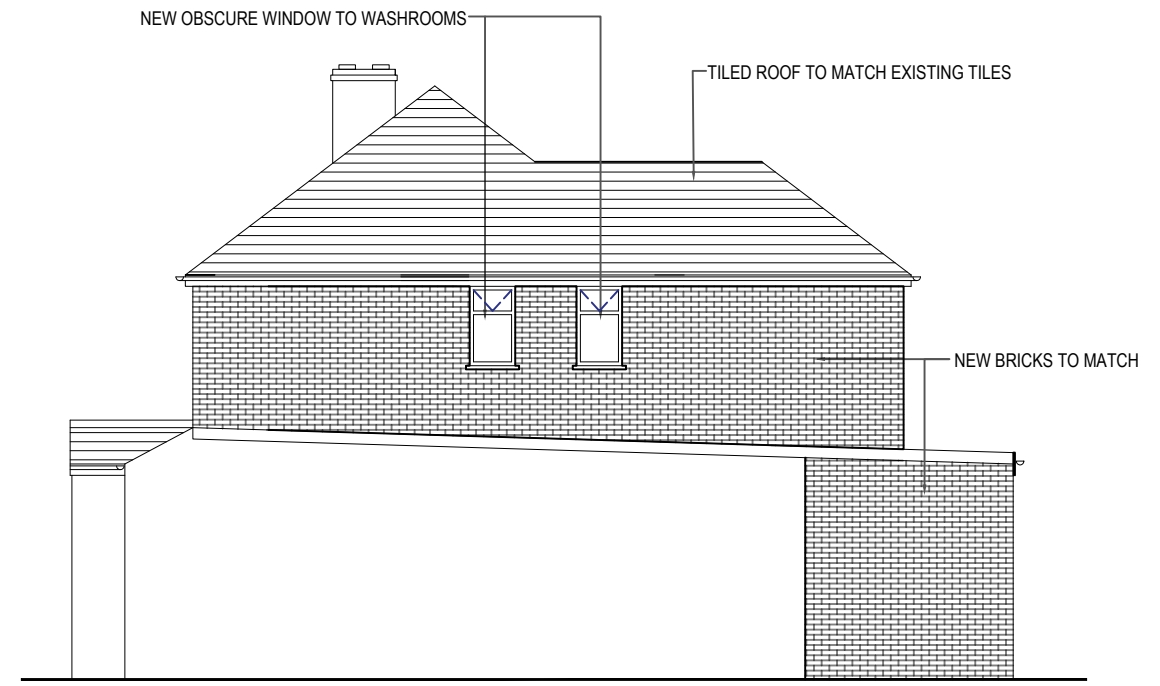 NEW OBSCURE WINDOW TO WASHROOMS
TILED ROOF TO MATCH EXISTING TILES
NEW BRICKS TO MATCH